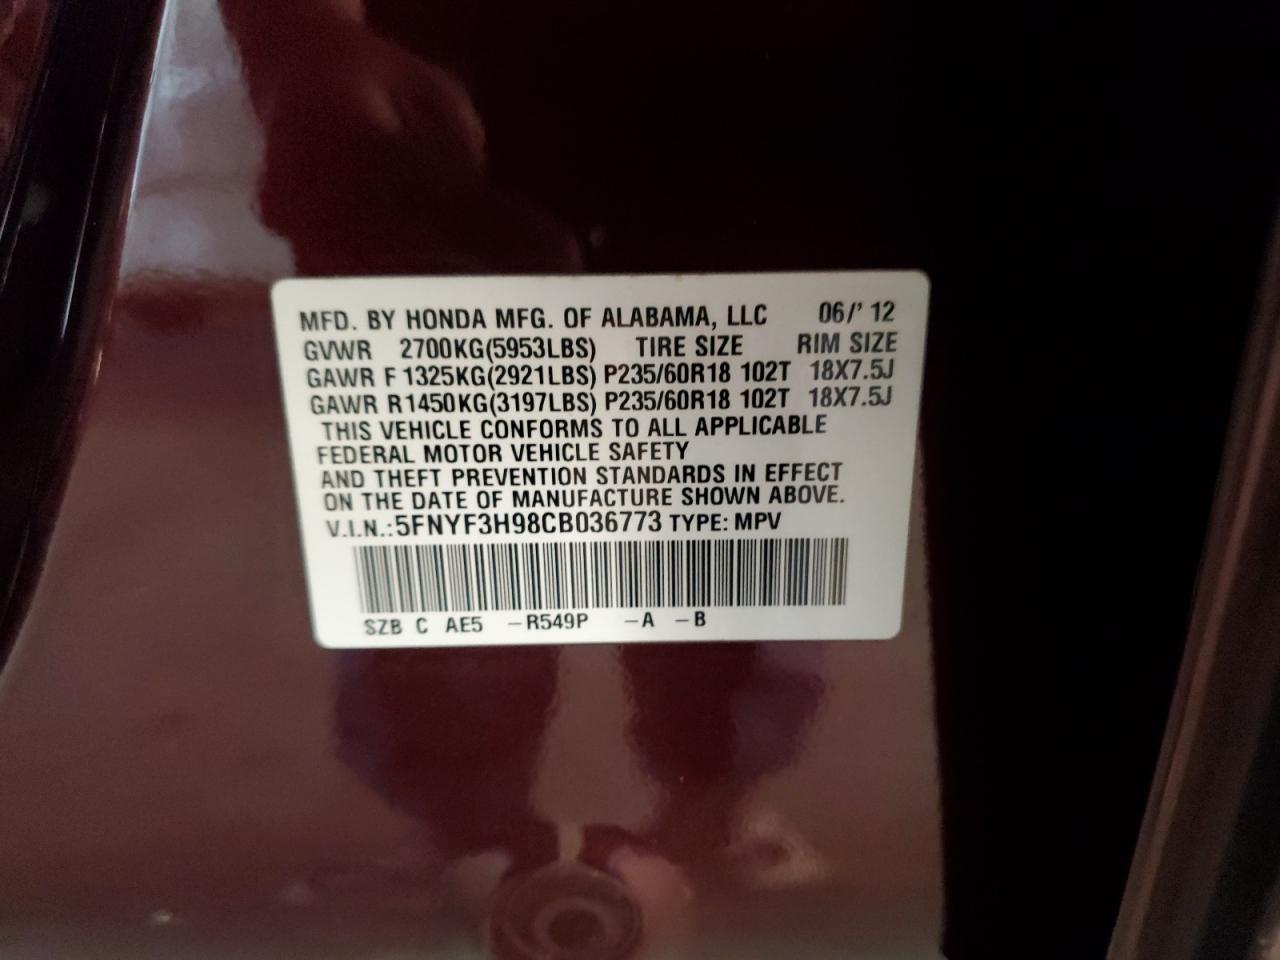 MFD. BY HONDA MFG. OF ALABAMA, LLC 06/' 12
GVWR 2700KG(5953LBS) TIRE SIZE RIM SIZE
GAWR F 1325KG(2921LBS) P235/60R18 102T 18X7.5J
GAWR R1450KG(3197LBS) P235/60R18 102T 18X7.5J
THIS VEHICLE CONFORMS TO ALL APPLICABLE
FEDERAL MOTOR VEHICLE SAFETY
AND THEFT PREVENTION STANDARDS IN EFFECT
ON THE DATE OF MANUFACTURE SHOWN ABOVE.
V.I.N.:5FNYF3H98CB036773 TYPE: MPV
SZB C AE5 -R549P -A -B